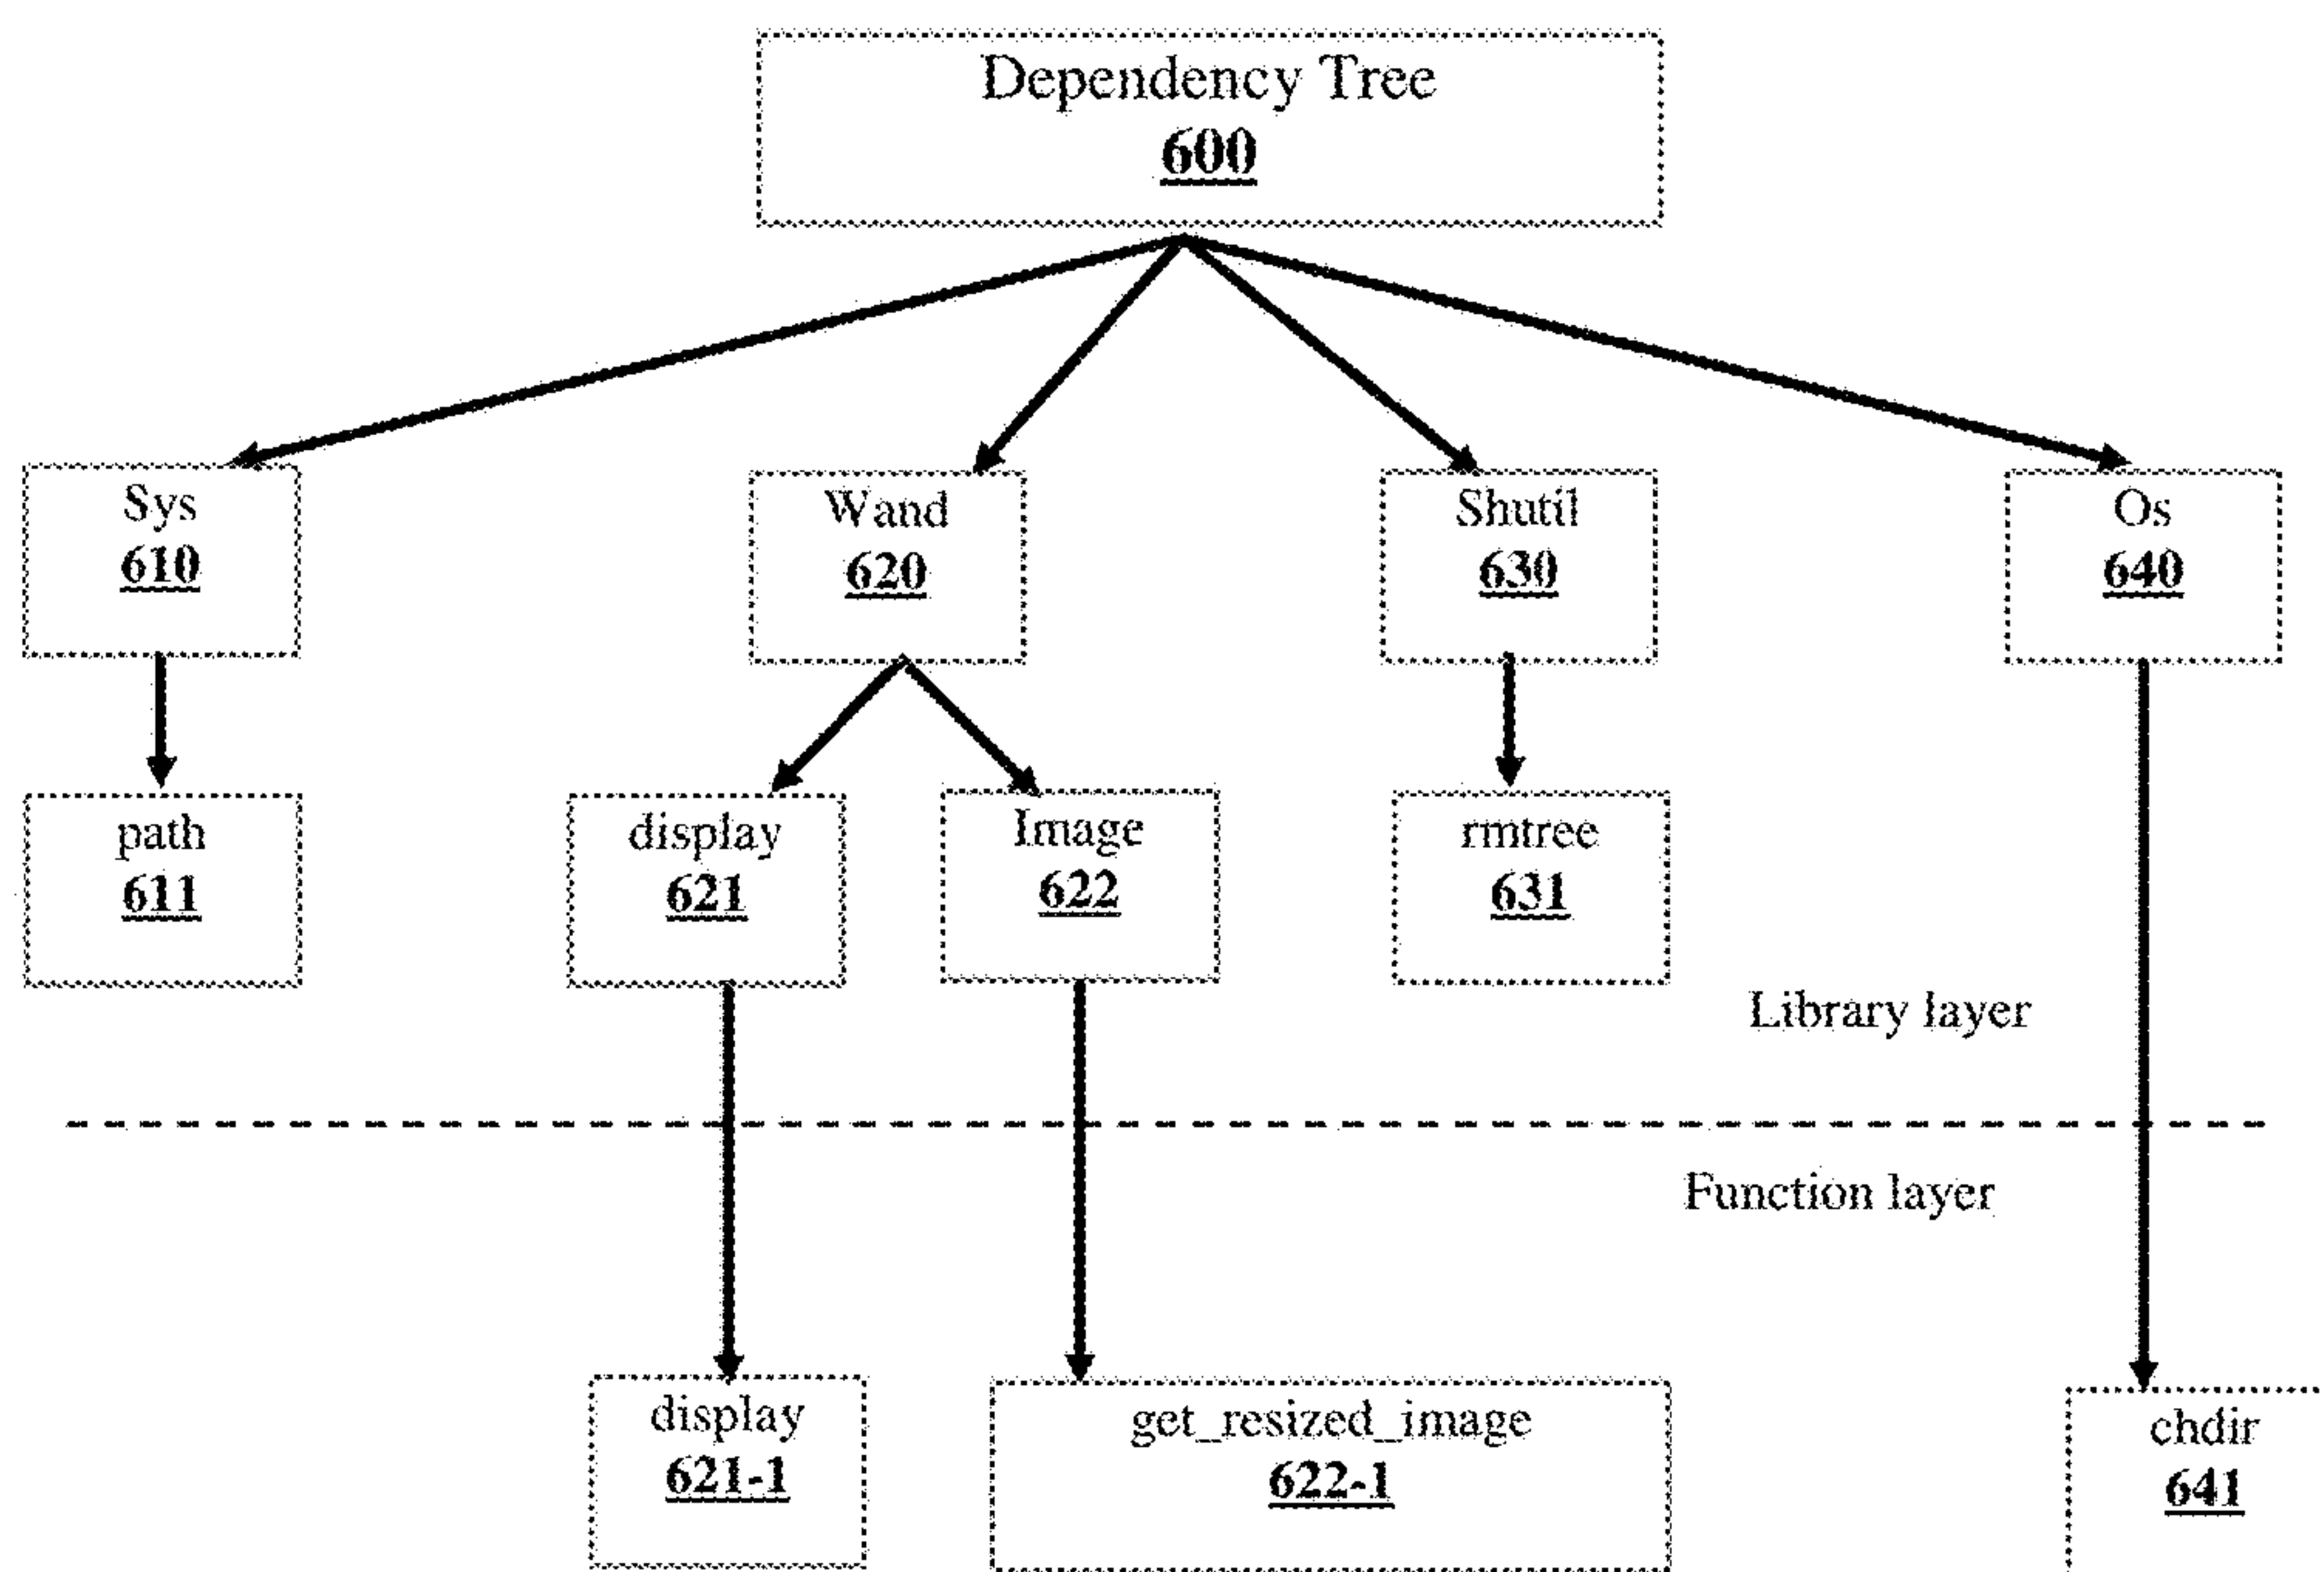 Dependency Tree
600
Sys
610
Wand
620
Shutil
630
Os
640
path
611
display
621
Image
622
rmtree
631
Library layer
Function layer
display
621-1
get_resized_image
622-1
chdir
641